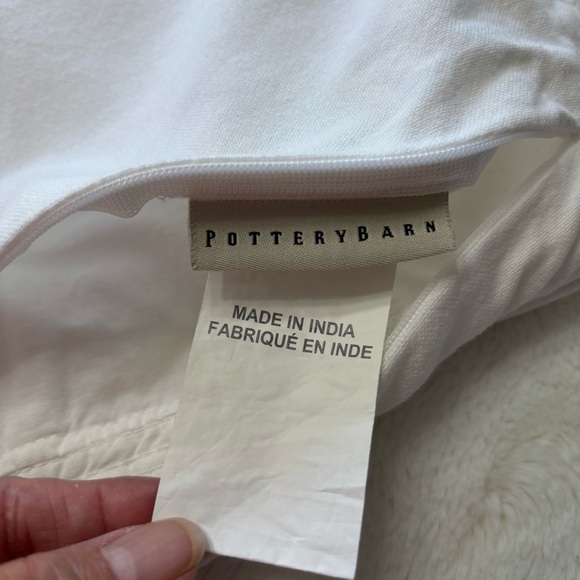 POTTERYBARN
MADE IN INDIA
FABRIQUÉ EN INDE